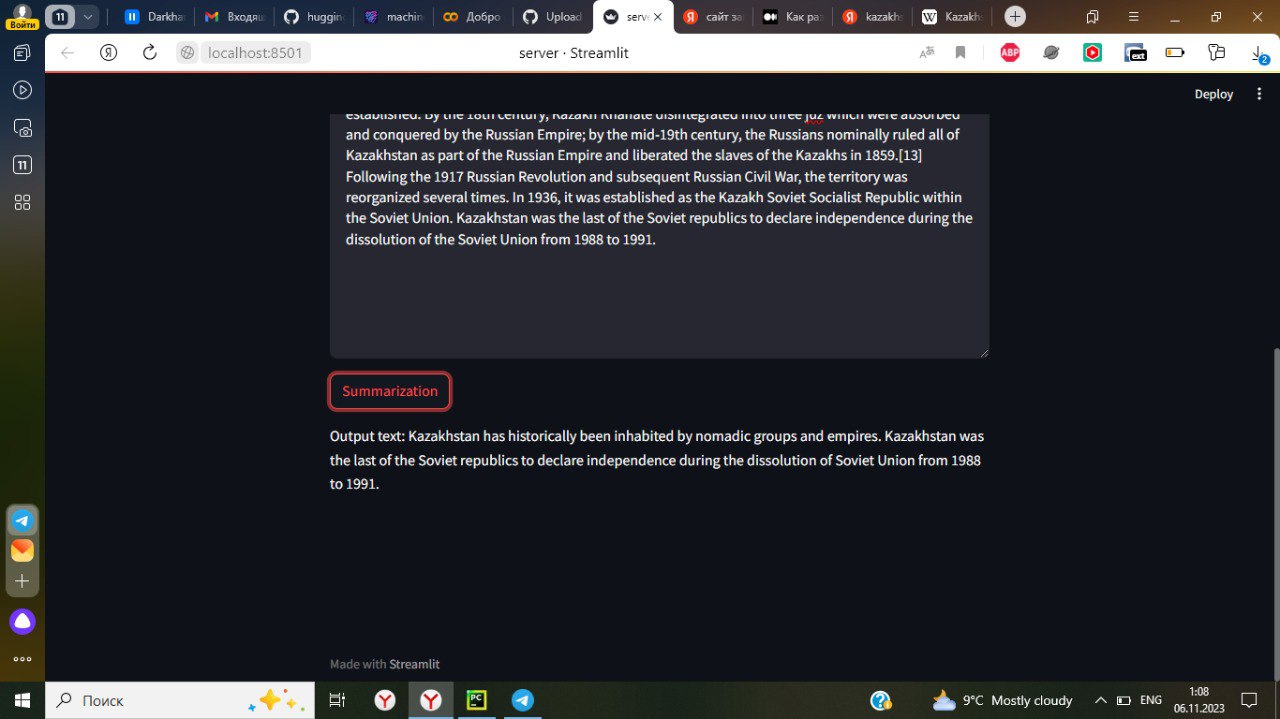 Войти
11
Darkha
Входящ
hugginc
machin
Добро
Upload
serv
сайт за
Как раз
kazakhs
Kazakh
localhost:8501
server · Streamlit
ABP
ext
2
11
Deploy
established. By the 18th century, Kazakh Khanate disintegrated into three juz which were absorbed
and conquered by the Russian Empire; by the mid-19th century, the Russians nominally ruled all of
Kazakhstan as part of the Russian Empire and liberated the slaves of the Kazakhs in 1859.[13]
Following the 1917 Russian Revolution and subsequent Russian Civil War, the territory was
reorganized several times. In 1936, it was established as the Kazakh Soviet Socialist Republic within
the Soviet Union. Kazakhstan was the last of the Soviet republics to declare independence during the
dissolution of the Soviet Union from 1988 to 1991.
Summarization
Output text: Kazakhstan has historically been inhabited by nomadic groups and empires. Kazakhstan was
the last of the Soviet republics to declare independence during the dissolution of Soviet Union from 1988
to 1991.
Made with Streamlit
Поиск
PC
9°C Mostly cloudy
ENG
1:08
06.11.2023